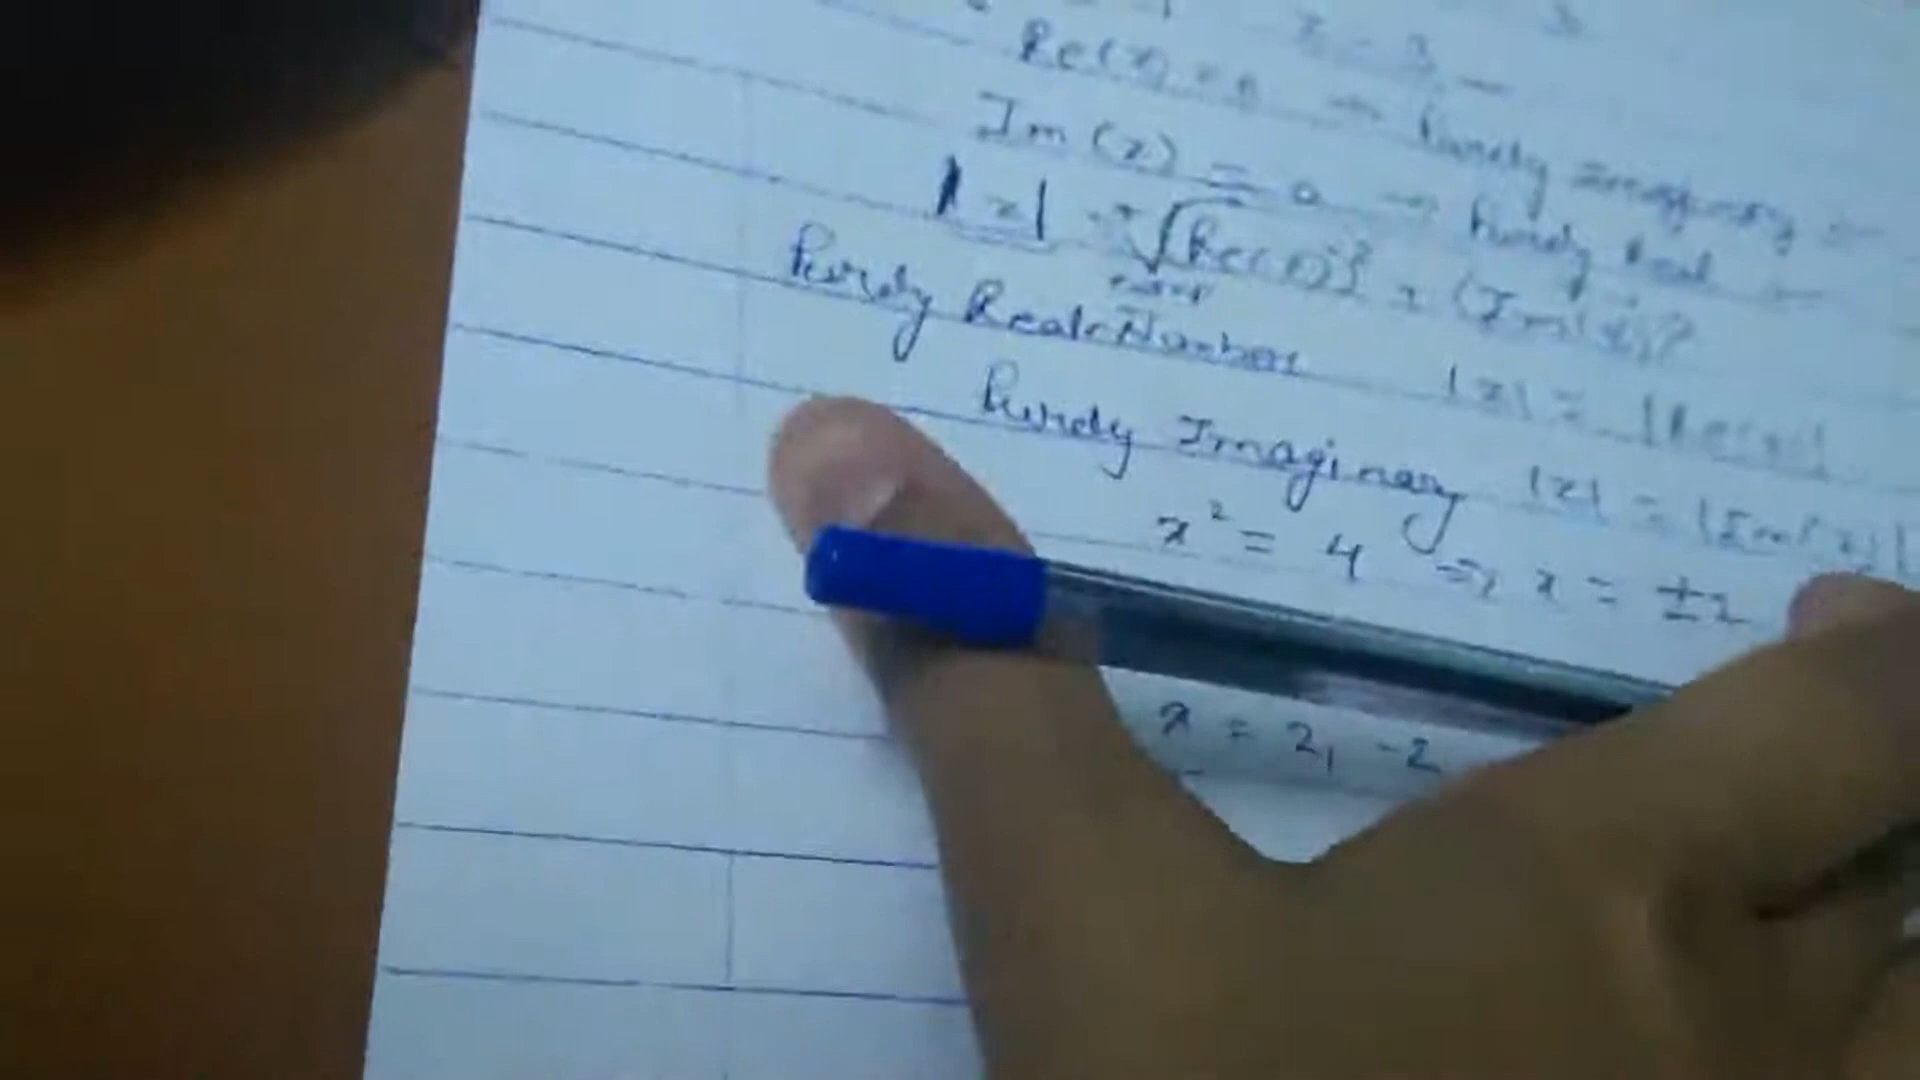 Re(z) = 0 → Purely imaginary
Im (z) = 0 → Purely Real
|z| = √{Re(z)}² + (Im(z))²
Purely Real Number |z| = |Re(z)|
Purely Imaginary |z| = |Im(z)|
x² = 4 ⇒ x = ±2
x = 2, -2